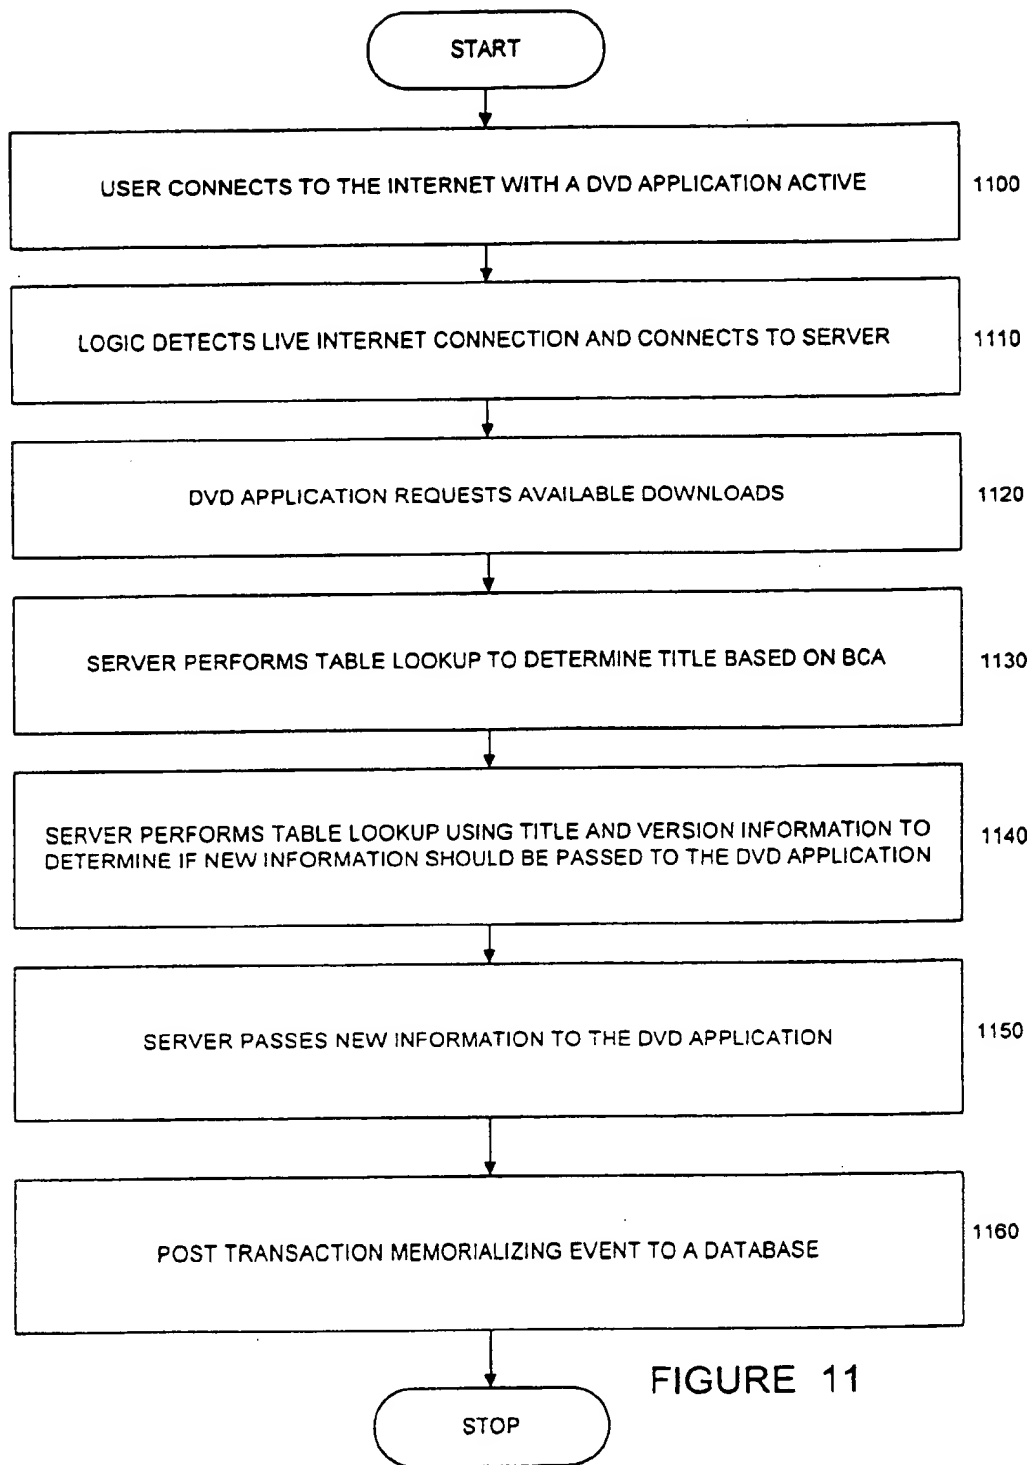 START
USER CONNECTS TO THE INTERNET WITH A DVD APPLICATION ACTIVE
1100
LOGIC DETECTS LIVE INTERNET CONNECTION AND CONNECTS TO SERVER
1110
DVD APPLICATION REQUESTS AVAILABLE DOWNLOADS
1120
SERVER PERFORMS TABLE LOOKUP TO DETERMINE TITLE BASED ON BCA
1130
SERVER PERFORMS TABLE LOOKUP USING TITLE AND VERSION INFORMATION TO
DETERMINE IF NEW INFORMATION SHOULD BE PASSED TO THE DVD APPLICATION
1140
SERVER PASSES NEW INFORMATION TO THE DVD APPLICATION
1150
POST TRANSACTION MEMORIALIZING EVENT TO A DATABASE
1160
FIGURE 11
STOP